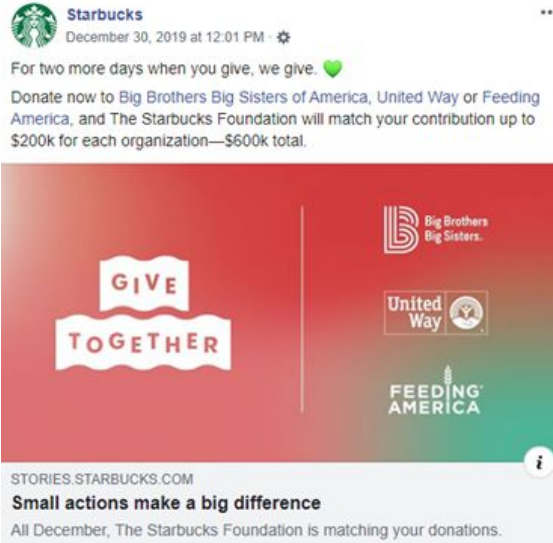 Starbucks
December 30, 2019 at 12:01 PM ·
For two more days when you give, we give. 💚
Donate now to Big Brothers Big Sisters of America, United Way or Feeding
America, and The Starbucks Foundation will match your contribution up to
$200k for each organization—$600k total.
GIVE
TOGETHER
Big Brothers
Big Sisters.
United
Way
FEEDING
AMERICA
i
STORIES.STARBUCKS.COM
Small actions make a big difference
All December, The Starbucks Foundation is matching your donations.